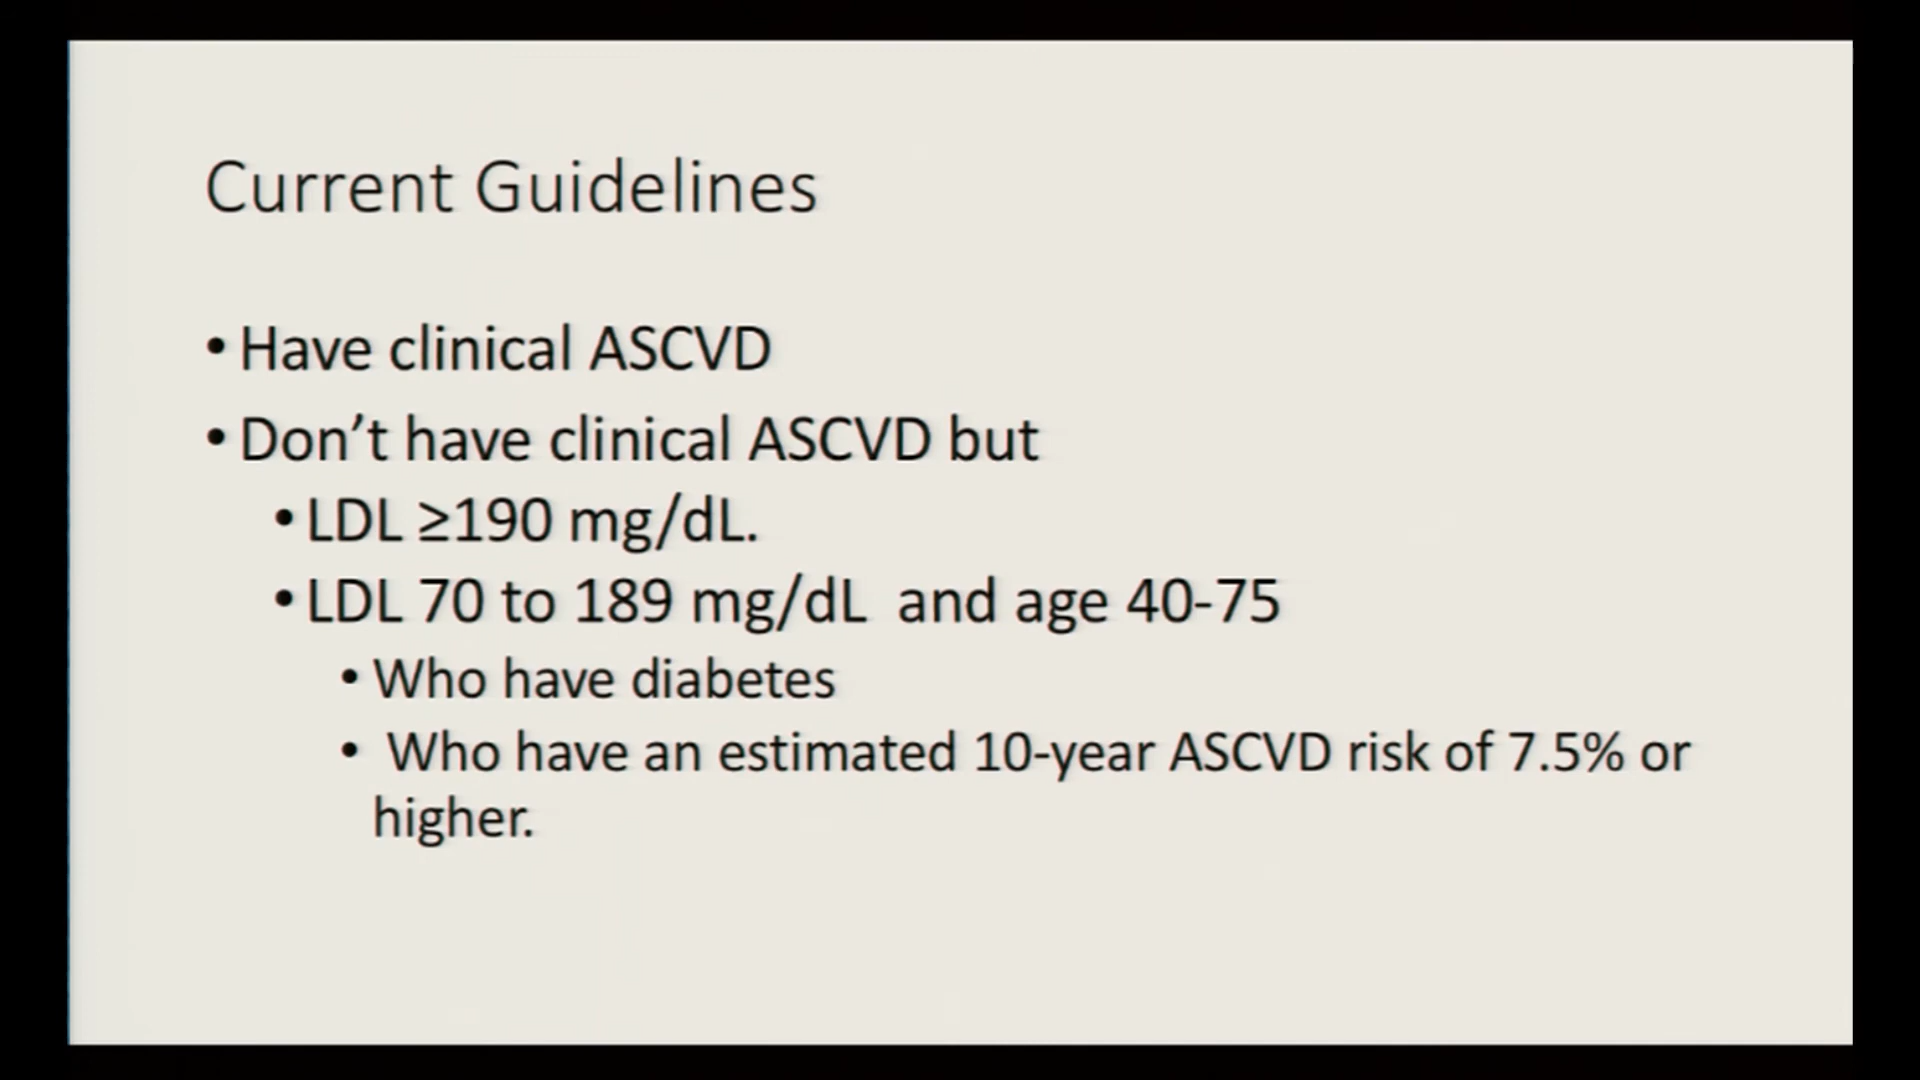 Current Guidelines
• Have clinical ASCVD
• Don’t have clinical ASCVD but
• LDL ≥190 mg/dL.
• LDL 70 to 189 mg/dL  and age 40-75
• Who have diabetes
• Who have an estimated 10-year ASCVD risk of 7.5% or
higher.